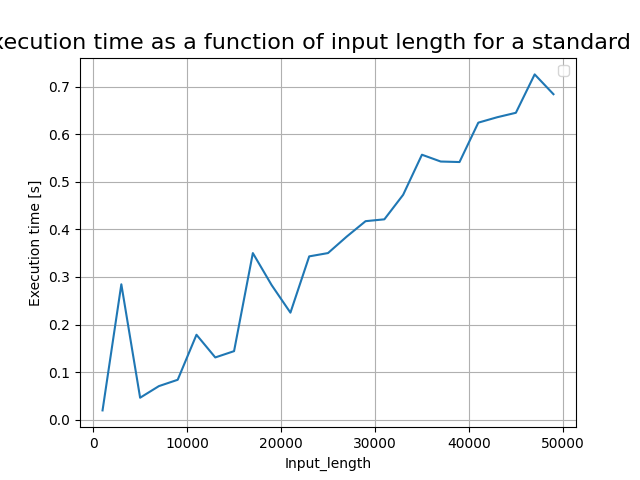 xecution time as a function of input length for a standard
0.7
0.6
0.5
0.4
0.3
0.2
0.1
0.0
Execution time [s]
0 10000 20000 30000 40000 50000
Input_length